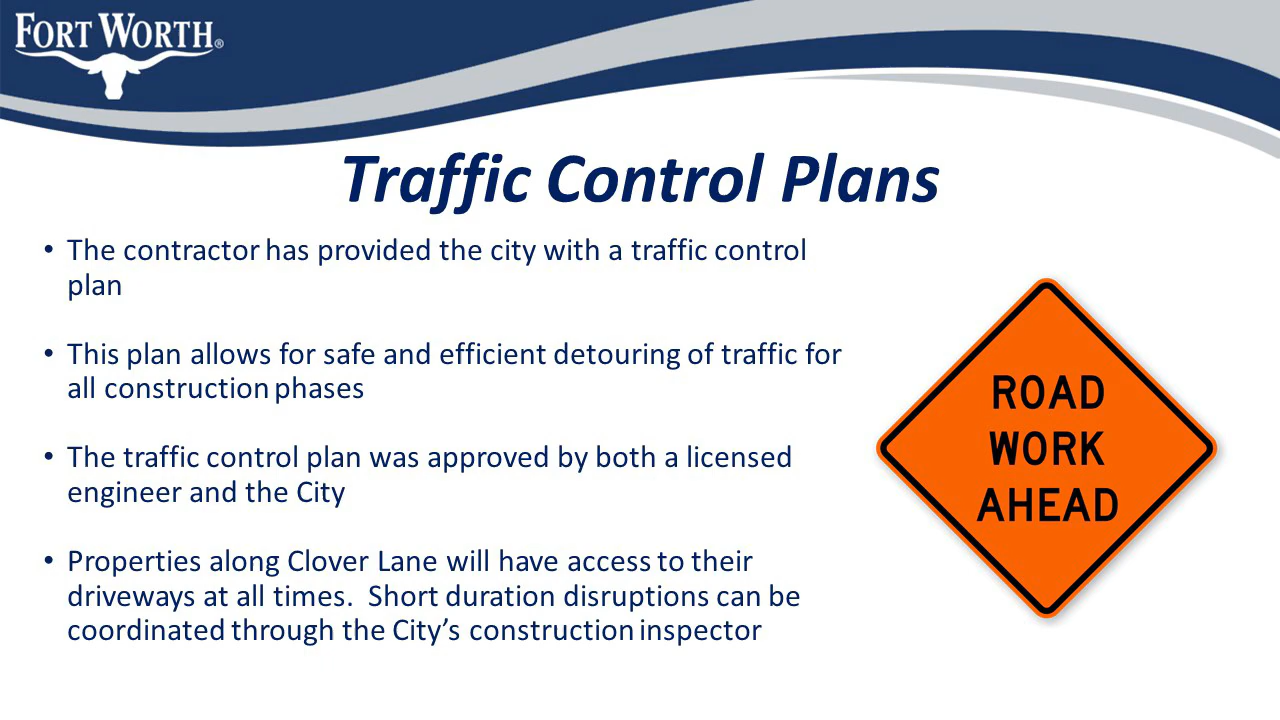 FORT WORTH®
Traffic Control Plans
• The contractor has provided the city with a traffic control
plan
• This plan allows for safe and efficient detouring of traffic for
all construction phases
• The traffic control plan was approved by both a licensed
engineer and the City
• Properties along Clover Lane will have access to their
driveways at all times.  Short duration disruptions can be
coordinated through the City’s construction inspector
ROAD
WORK
AHEAD